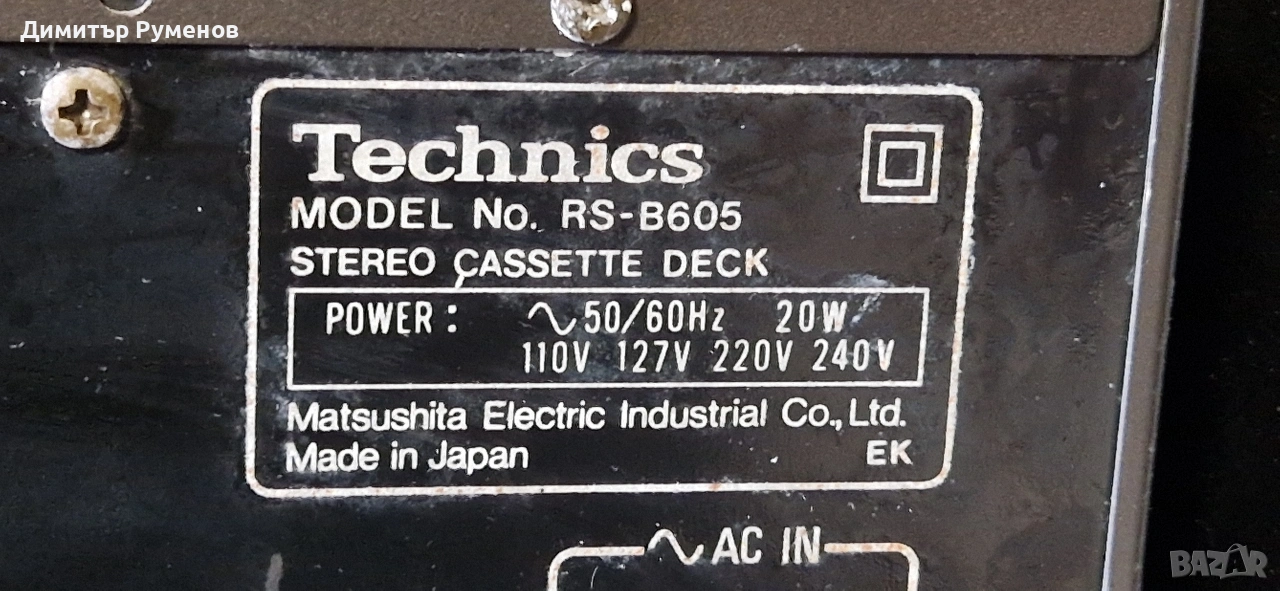 Димитър Руменов
Technics
MODEL No. RS-B605
STEREO CASSETTE DECK
POWER: ∿50/60Hz 20W
110V 127V 220V 240V
Matsushita Electric Industrial Co., Ltd.
Made in Japan EK
∿ AC IN
BAZAR